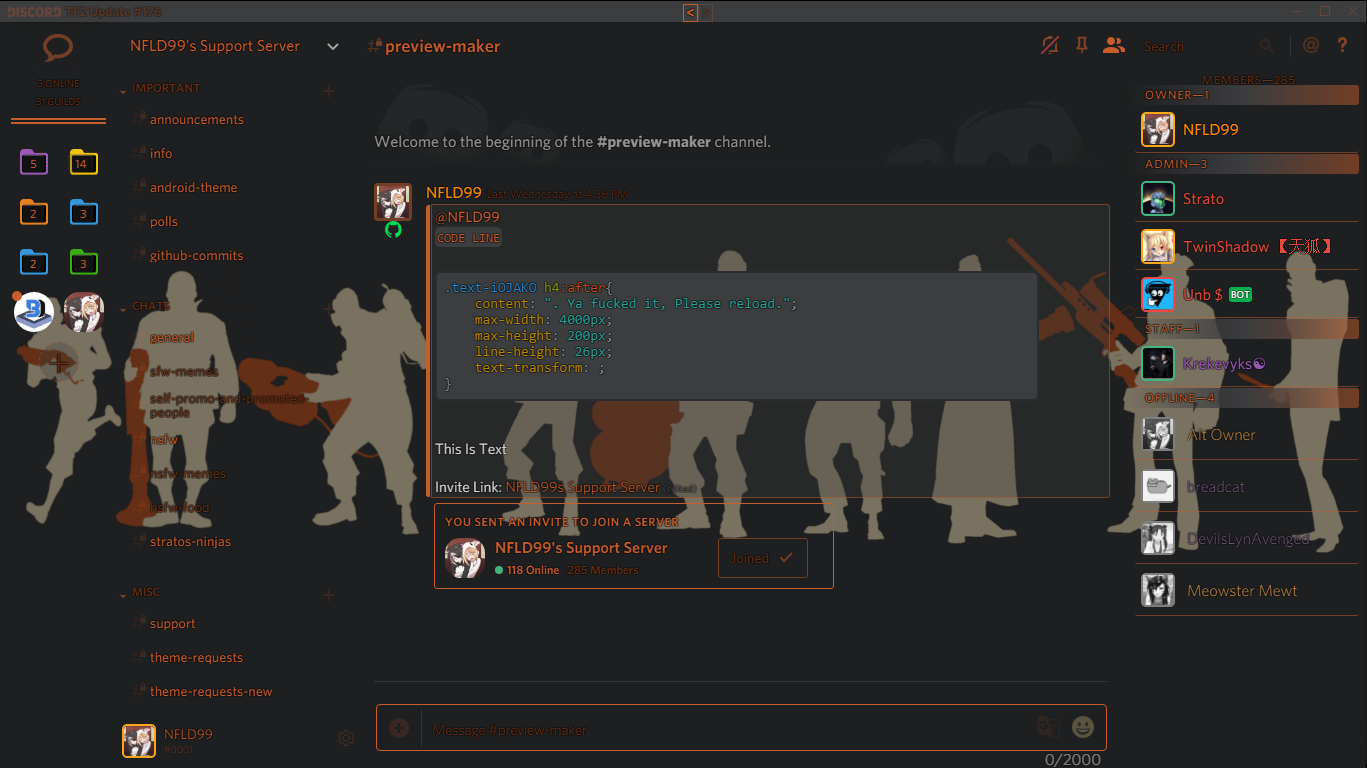 DISCORD TF2 Update #176
< >
3 ONLINE
31 GUILDS
5
14
2
3
2
3
NFLD99's Support Server
IMPORTANT
announcements
info
android-theme
polls
github-commits
CHATS
general
sfw-memes
self-promo-and-promoted-
people
nsfw
nsfw-memes
nsfw-food
stratos-ninjas
MISC
support
theme-requests
theme-requests-new
NFLD99
#0001
#preview-maker
Search
@ ?
Welcome to the beginning of the #preview-maker channel.
NFLD99 Last Wednesday at 4:36 PM
@NFLD99
CODE LINE
.text-iOJAKO h4:after{
content: ". Ya fucked it, Please reload.";
max-width: 4000px;
max-height: 200px;
line-height: 26px;
text-transform: ;
}
This Is Text
Invite Link: NFLD99s Support Server
YOU SENT AN INVITE TO JOIN A SERVER
NFLD99's Support Server
118 Online 285 Members
Joined
Message #preview-maker
0/2000
MEMBERS—285
OWNER—1
NFLD99
ADMIN—3
Strato
TwinShadow 【天狐】
Unb $ BOT
STAFF—1
Krekevyks☯
OFFLINE—4
Alt Owner
breadcat
DevilsLynAvenged
Meowster Mewt